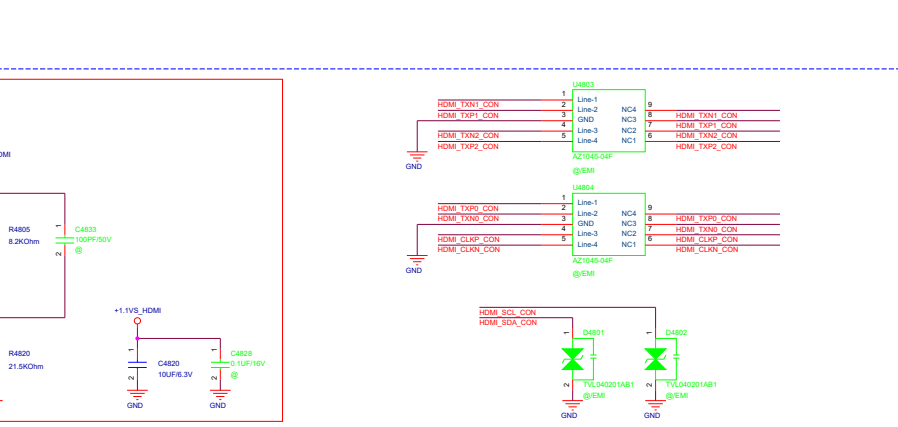 OMI
R4805
8.2KOhm
1
C4833
100PF/50V
@
2
R4820
21.5KOhm
+1.1VS_HDMI
1
C4820
10UF/6.3V
2
GND
1
C4828
0.1UF/16V
@
2
GND
U4803
1
HDMI_TXN1_CON
2
HDMI_TXP1_CON
3
4
HDMI_TXN2_CON
5
HDMI_TXP2_CON
Line-1
Line-2
GND
Line-3
Line-4
NC4
NC3
NC2
NC1
9
HDMI_TXN1_CON
8
HDMI_TXP1_CON
7
HDMI_TXN2_CON
6
HDMI_TXP2_CON
GND
AZ1045-04F
@/EMI
U4804
1
HDMI_TXP0_CON
2
HDMI_TXN0_CON
3
4
HDMI_CLKP_CON
5
HDMI_CLKN_CON
Line-1
Line-2
GND
Line-3
Line-4
NC4
NC3
NC2
NC1
9
HDMI_TXP0_CON
8
HDMI_TXN0_CON
7
HDMI_CLKP_CON
6
HDMI_CLKN_CON
GND
AZ1045-04F
@/EMI
HDMI_SCL_CON
HDMI_SDA_CON
1
D4801
2
TVL040201AB1
@/EMI
GND
1
D4802
2
TVL040201AB1
@/EMI
GND